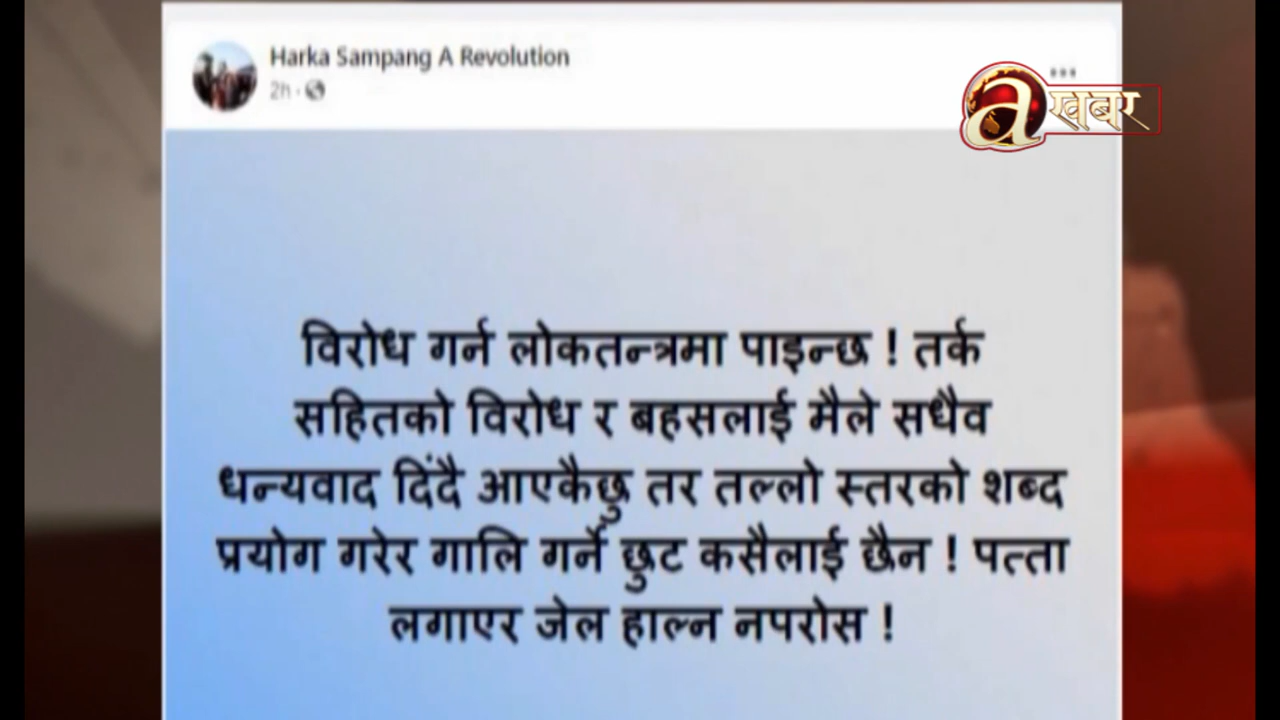 Harka Sampang A Revolution
2h
a खबर
विरोध गर्न लोकतन्त्रमा पाइन्छ ! तर्क
सहितको विरोध र बहसलाई मैले सधैव
धन्यवाद दिंदै आएकैछु तर तल्लो स्तरको शब्द
प्रयोग गरेर गालि गर्ने छुट कसैलाई छैन ! पत्ता
लगाएर जेल हाल्न नपरोस !